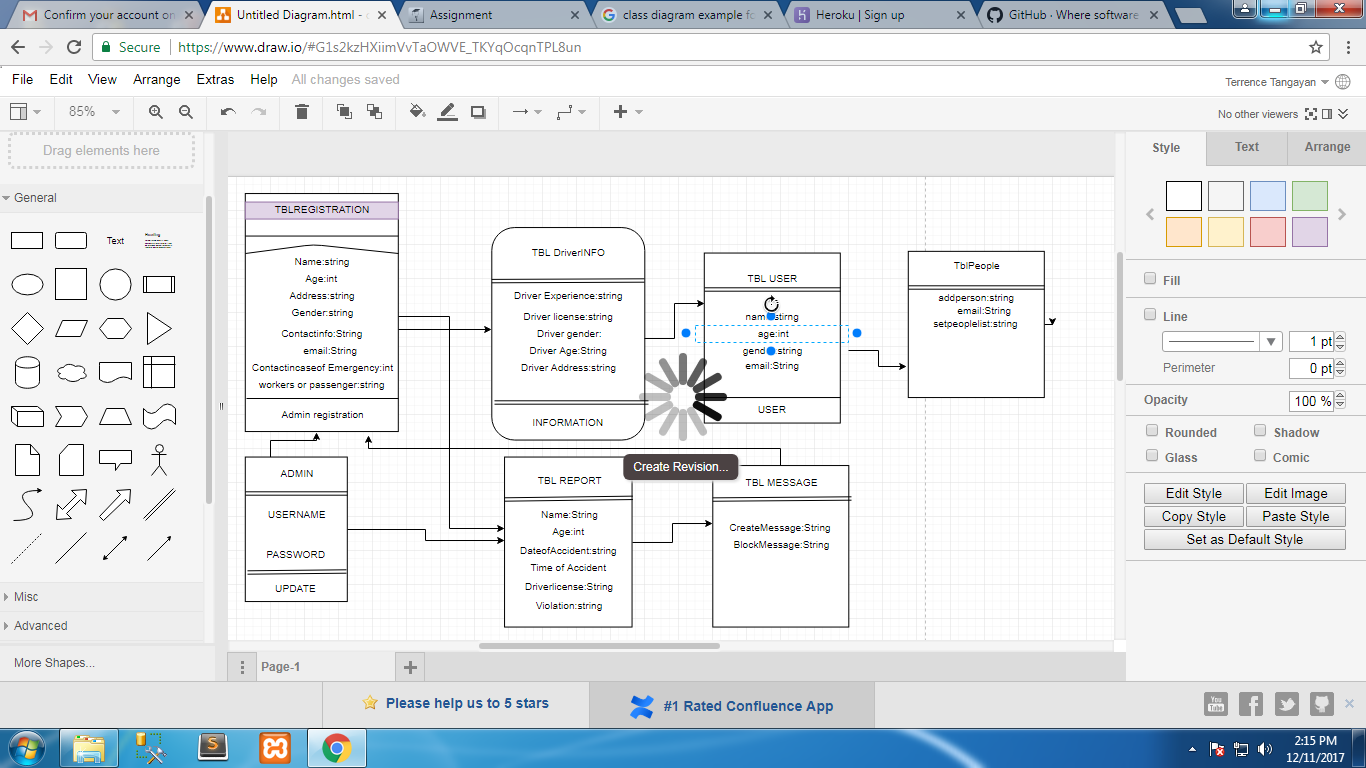 Confirm your account on
Untitled Diagram.html -
Assignment
class diagram example fo
Heroku | Sign up
GitHub · Where software
Secure
https://www.draw.io/#G1s2kzHXiimVvTaOWVE_TKYqOcqnTPL8un
File Edit View Arrange Extras Help All changes saved
Terrence Tangayan
85%
No other viewers
Drag elements here
General
Text
Heading
Misc
Advanced
More Shapes...
TBLREGISTRATION
Name:string
Age:int
Address:string
Gender:string
Contactinfo:String
email:String
Contactincaseof Emergency:int
workers or passenger:string
Admin registration
TBL DriverINFO
Driver Experience:string
Driver license:string
Driver gender:
Driver Age:String
Driver Address:string
INFORMATION
TBL USER
name:stirng
age:int
gender:string
email:String
USER
TblPeople
addperson:string
email:String
setpeoplelist:string
ADMIN
USERNAME
PASSWORD
UPDATE
TBL REPORT
Name:String
Age:int
DateofAccident:string
Time of Accident
Driverlicense:String
Violation:string
Create Revision...
TBL MESSAGE
CreateMessage:String
BlockMessage:String
Page-1
Style Text Arrange
Fill
Line
1 pt
Perimeter
0 pt
Opacity
100 %
Rounded Shadow
Glass Comic
Edit Style Edit Image
Copy Style Paste Style
Set as Default Style
Please help us to 5 stars
#1 Rated Confluence App
You
Tube
2:15 PM
12/11/2017